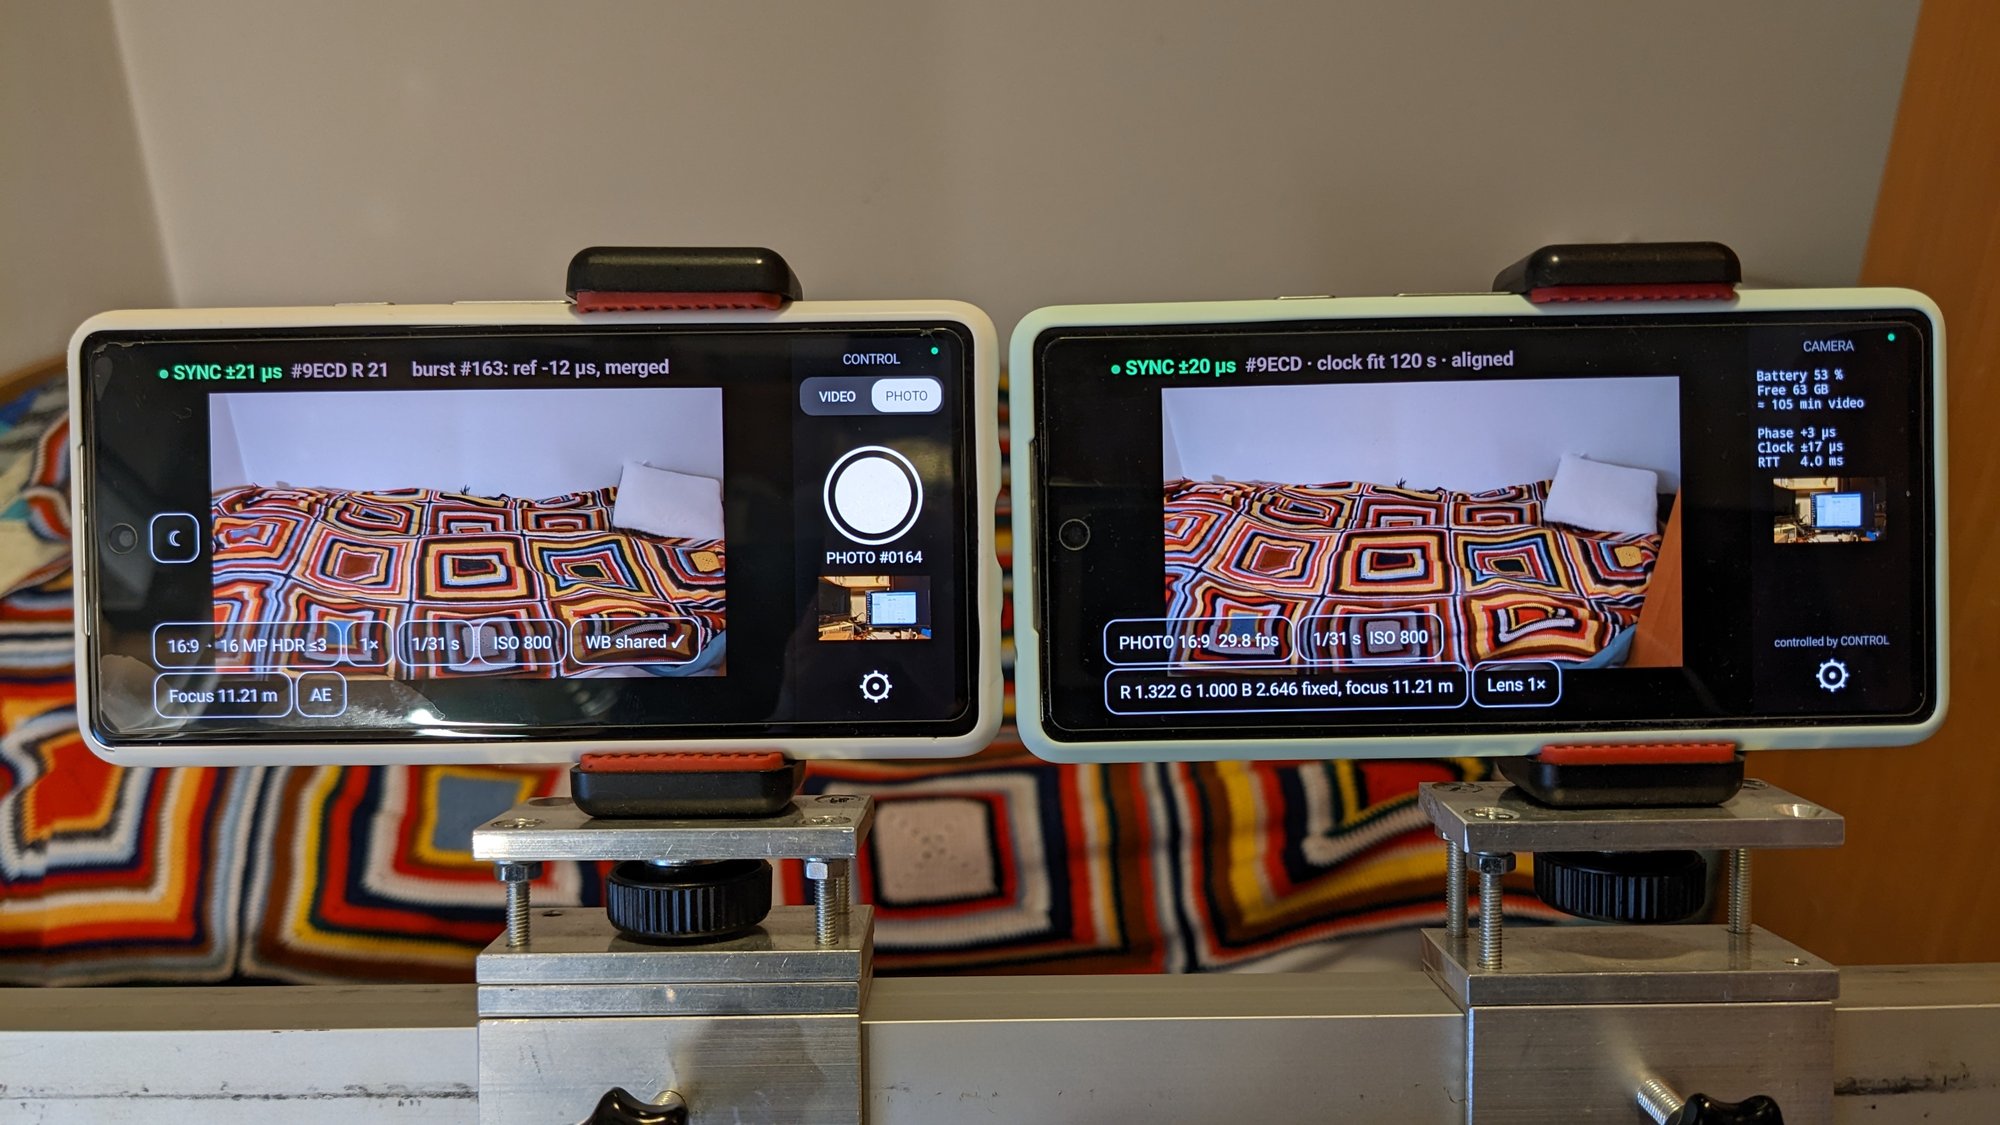 SYNC ±21 µs #9ECD R 21 burst #163: ref -12 µs, merged
CONTROL
VIDEO PHOTO
PHOTO #0164
16:9 · 16 MP HDR ≤3 1× 1/31 s ISO 800 WB shared ✓
Focus 11.21 m AE
SYNC ±20 µs #9ECD · clock fit 120 s · aligned
CAMERA
Battery 53 %
Free 63 GB
≈ 105 min video
Phase +3 µs
Clock ±17 µs
RTT 4.0 ms
controlled by CONTROL
PHOTO 16:9 29.8 fps 1/31 s ISO 800
R 1.322 G 1.000 B 2.646 fixed, focus 11.21 m Lens 1×